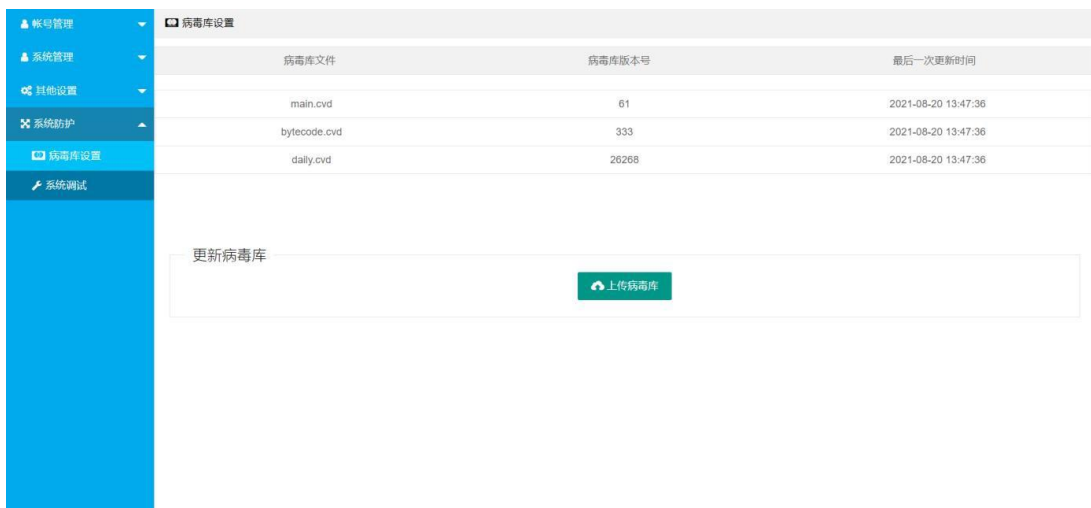 帐号管理
系统管理
其他设置
系统防护
病毒库设置
系统调试
病毒库设置
病毒库文件 病毒库版本号 最后一次更新时间
main.cvd 61 2021-08-20 13:47:36
bytecode.cvd 333 2021-08-20 13:47:36
daily.cvd 26268 2021-08-20 13:47:36
更新病毒库
上传病毒库